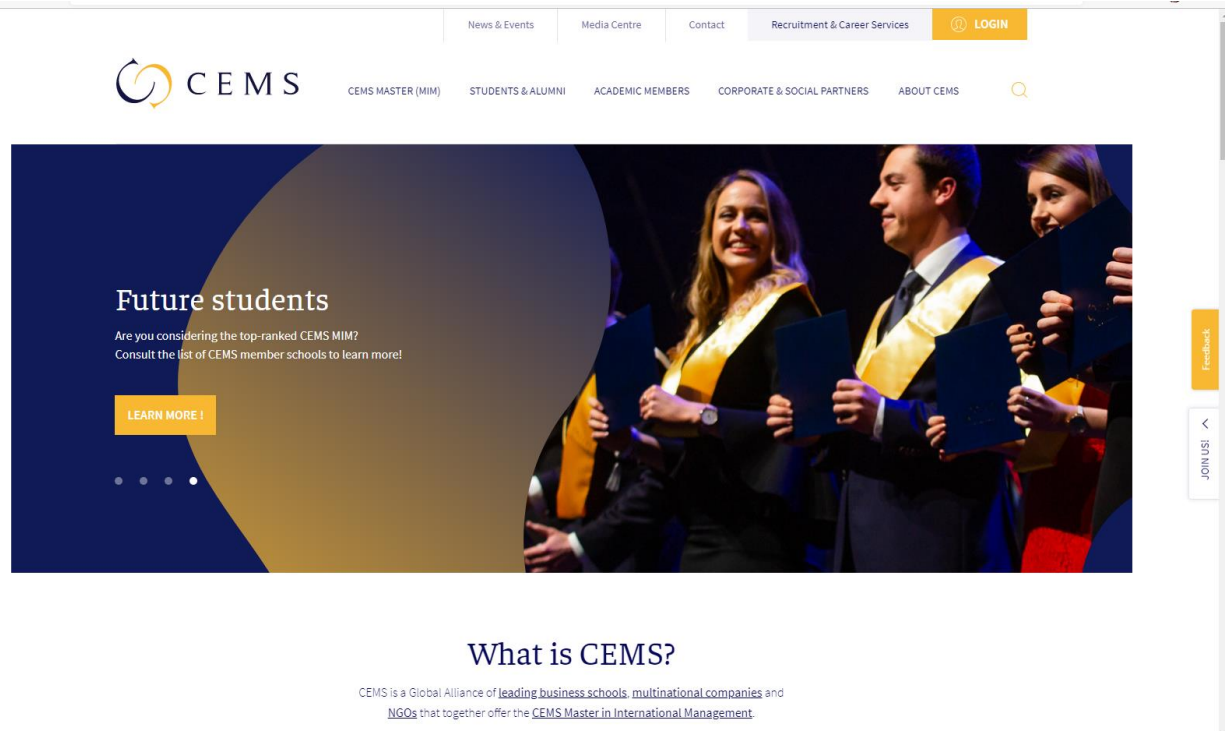 News & Events
Media Centre
Contact
Recruitment & Career Services
LOGIN
CEMS
CEMS MASTER (MIM)
STUDENTS & ALUMNI
ACADEMIC MEMBERS
CORPORATE & SOCIAL PARTNERS
ABOUT CEMS
Future students
Are you considering the top-ranked CEMS MIM?
Consult the list of CEMS member schools to learn more!
LEARN MORE !
Feedback
JOIN US!
What is CEMS?
CEMS is a Global Alliance of leading business schools, multinational companies and
NGOs that together offer the CEMS Master in International Management.